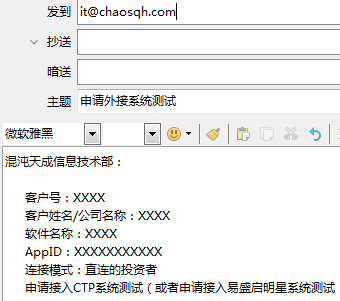 发到 it@chaosqh.com
抄送
暗送
主题 申请外接系统测试
微软雅黑
混沌天成信息技术部：
客户号：XXXX
客户姓名/公司名称：XXXX
软件名称：XXXX
AppID：XXXXXXXXXXX
连接模式：直连的投资者
申请接入CTP系统测试（或者申请接入易盛启明星系统测试